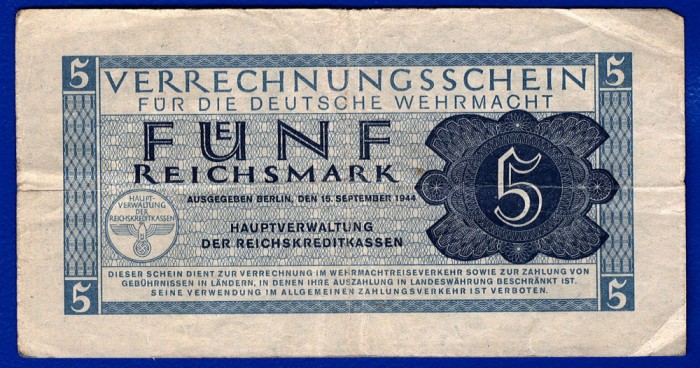 5 5
VERRECHNUNGSSCHEIN
FÜR DIE DEUTSCHE WEHRMACHT
FÜNF
E
REICHSMARK
5
AUSGEGEBEN BERLIN, DEN 15. SEPTEMBER 1944
HAUPT-
VERWALTUNG
DER
REICHSKREDITKASSEN
HAUPTVERWALTUNG
DER REICHSKREDITKASSEN
DIESER SCHEIN DIENT ZUR VERRECHNUNG IM WEHRMACHTREISEVERKEHR SOWIE ZUR ZAHLUNG VON
GEBÜHRNISSEN IN LÄNDERN, IN DENEN IHRE AUSZAHLUNG IN LANDESWÄHRUNG BESCHRÄNKT IST.
SEINE VERWENDUNG IM ALLGEMEINEN ZAHLUNGSVERKEHR IST VERBOTEN.
5 5